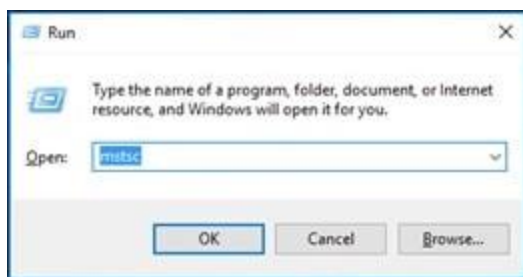 Run
Type the name of a program, folder, document, or Internet
resource, and Windows will open it for you.
Open: mstsc
OK Cancel Browse...